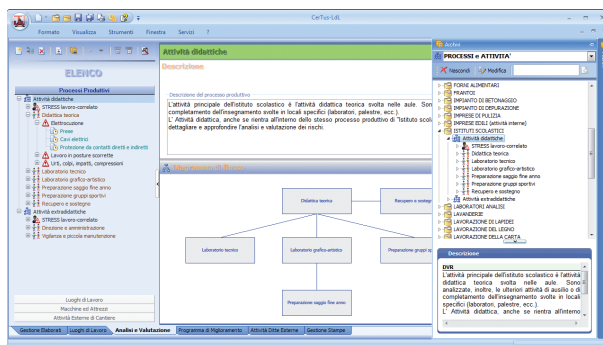 CerTus-LdL
Formato Visualizza Strumenti Finestra Servizi ?
ELENCO
Processi Produttivi
Attività didattiche
STRESS lavoro-correlato
Didattica teorica
Elettrocuzione
Prese
Cavi elettrici
Protezione da contatti diretti e indiretti
Lavoro in posture scorrette
Urti, colpi, impatti, compressioni
Laboratorio tecnico
Laboratorio grafico-artistico
Preparazione saggio fine anno
Preparazione gruppi sportivi
Recupero e sostegno
Attività extradidattiche
STRESS lavoro-correlato
Direzione e amministrazione
Vigilanza e piccola manutenzione
Luoghi di Lavoro
Macchine ed Attrezzi
Attività Esterne di Cantiere
Attività didattiche
Descrizione
Descrizione del processo produttivo
L'attività principale dell'istituto scolastico è l'attività didattica teorica svolta nelle aule. Son
completamento dell'insegnamento svolte in locali specifici (laboratori, palestre, ecc.).
L' Attività didattica, anche se rientra all'interno dello stesso processo produttivo di "Istituto scol
dettagliare e approfondire l'analisi e valutazione dei rischi.
Didattica teorica
Recupero e soste
Laboratorio tecnico
Laboratorio grafico-artistico
Preparazione gruppi sp
Preparazione saggio fine anno
Gestione Elaborati Luoghi di Lavoro Analisi e Valutazione Programma di Miglioramento Attività Ditte Esterne Gestione Stampe
Archivi
PROCESSI e ATTIVITA'
Nascondi Modifica
FORNI ALIMENTARI
FRANTOI
IMPIANTO DI BETONAGGIO
IMPIANTO DI DEPURAZIONE
IMPRESE DI PULIZIA
IMPRESE EDILI (attività interne)
ISTITUTI SCOLASTICI
Attività didattiche
STRESS lavoro-correlato
Didattica teorica
Laboratorio tecnico
Laboratorio grafico-artistico
Preparazione saggio fine anno
Preparazione gruppi sportivi
Recupero e sostegno
Attività extradidattiche
LABORATORI ANALISI
LAVANDERIE
LAVORAZIONE DI LAPIDEI
LAVORAZIONE DEL LEGNO
LAVORAZIONE DELLA CARTA
Descrizione
DVR
L'attività principale dell'istituto scolastico è l'attività
didattica teorica svolta nelle aule. Sono
analizzate, inoltre, le ulteriori attività di ausilio o di
completamento dell'insegnamento svolte in locali
specifici (laboratori, palestre, ecc.).
L' Attività didattica, anche se rientra all'interno